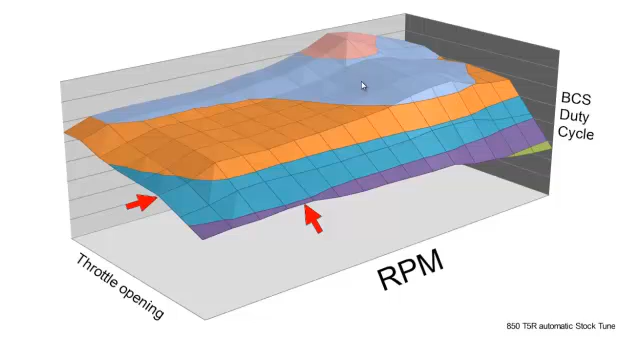 BCS
Duty
Cycle
RPM
Throttle opening
850 T5R automatic Stock Tune